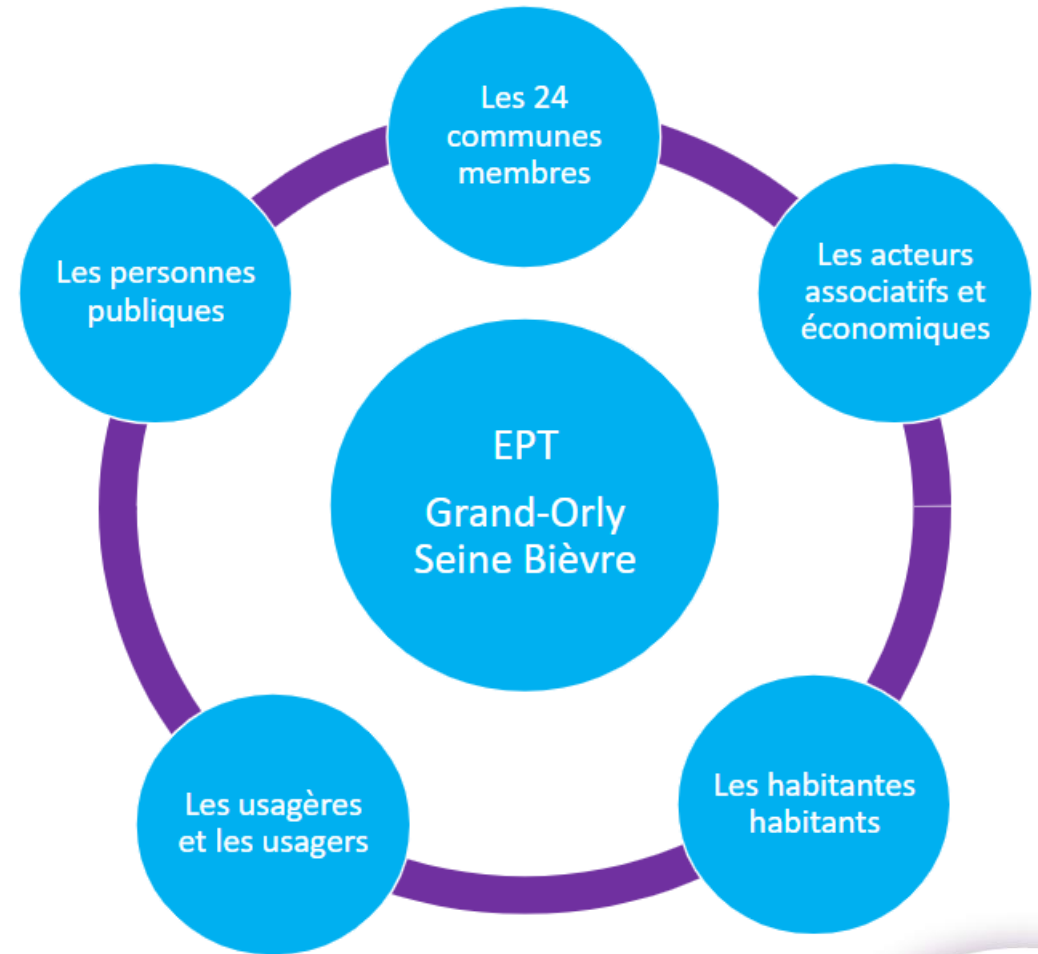 Les 24
communes
membres
Les acteurs
associatifs et
économiques
Les personnes
publiques
EPT
Grand-Orly
Seine Bièvre
Les habitantes
habitants
Les usagères
et les usagers